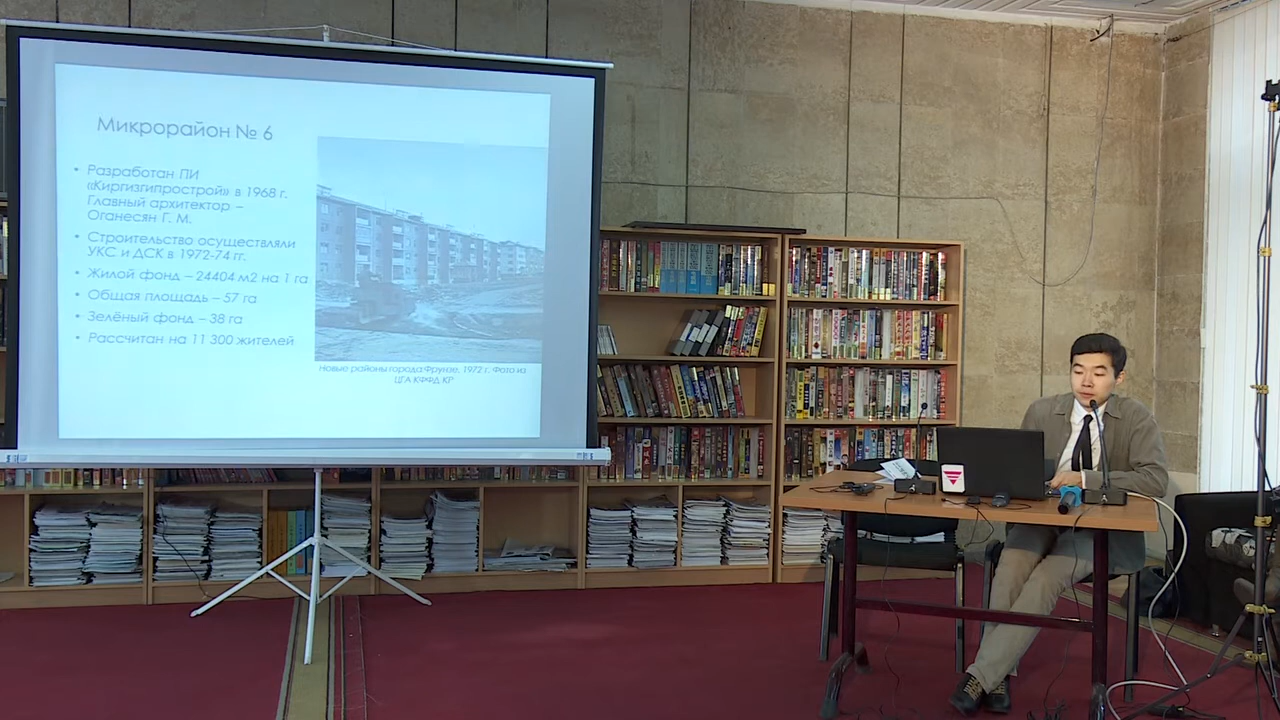 Микрорайон № 6
• Разработан ПИ
«Киргизгипрострой» в 1968 г.
Главный архитектор –
Оганесян Г. М.
• Строительство осуществляли
УКС и ДСК в 1972-74 гг.
• Жилой фонд – 24404 м2 на 1 га
• Общая площадь – 57 га
• Зелёный фонд – 38 га
• Рассчитан на 11 300 жителей
Новые районы города Фрунзе, 1972 г. Фото из
ЦГА КФФД КР